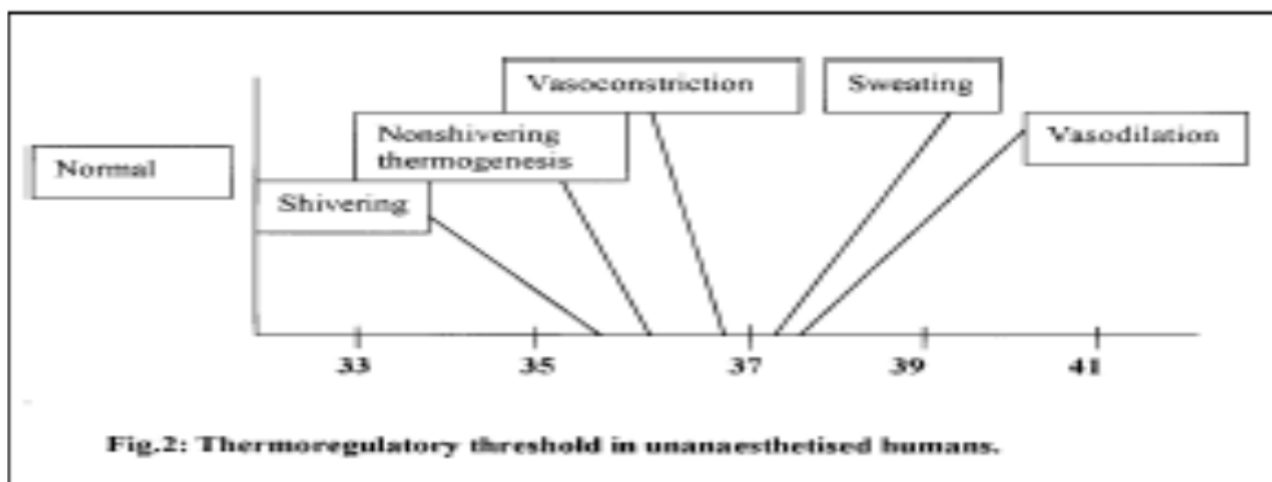 Vasoconstriction
Sweating
Nonshivering
thermogenesis
Vasodilation
Normal
Shivering
33 35 37 39 41
Fig.2: Thermoregulatory threshold in unanaesthetised humans.